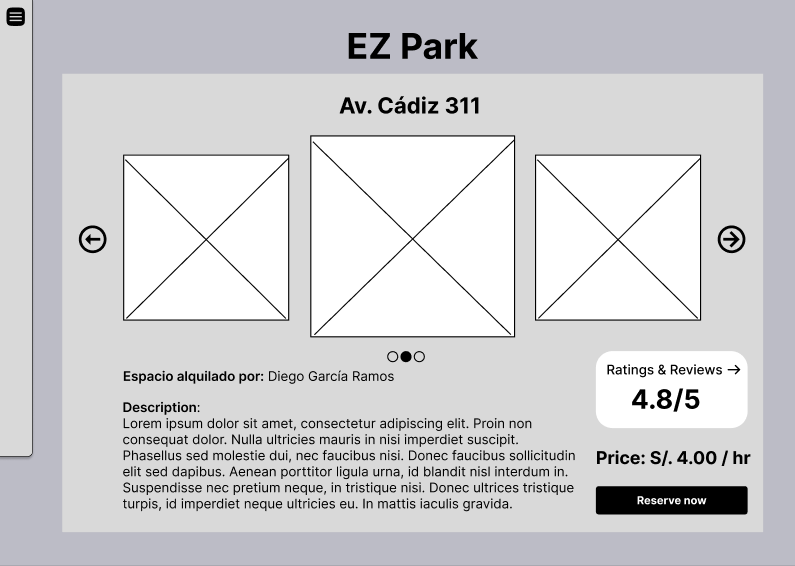 EZ Park
Av. Cádiz 311
Espacio alquilado por: Diego García Ramos
Description:
Lorem ipsum dolor sit amet, consectetur adipiscing elit. Proin non
consequat dolor. Nulla ultricies mauris in nisi imperdiet suscipit.
Phasellus sed molestie dui, nec faucibus nisi. Donec faucibus sollicitudin
elit sed dapibus. Aenean porttitor ligula urna, id blandit nisl interdum in.
Suspendisse nec pretium neque, in tristique nisi. Donec ultrices tristique
turpis, id imperdiet neque ultricies eu. In mattis iaculis gravida.
Ratings & Reviews →
4.8/5
Price: S/. 4.00 / hr
Reserve now